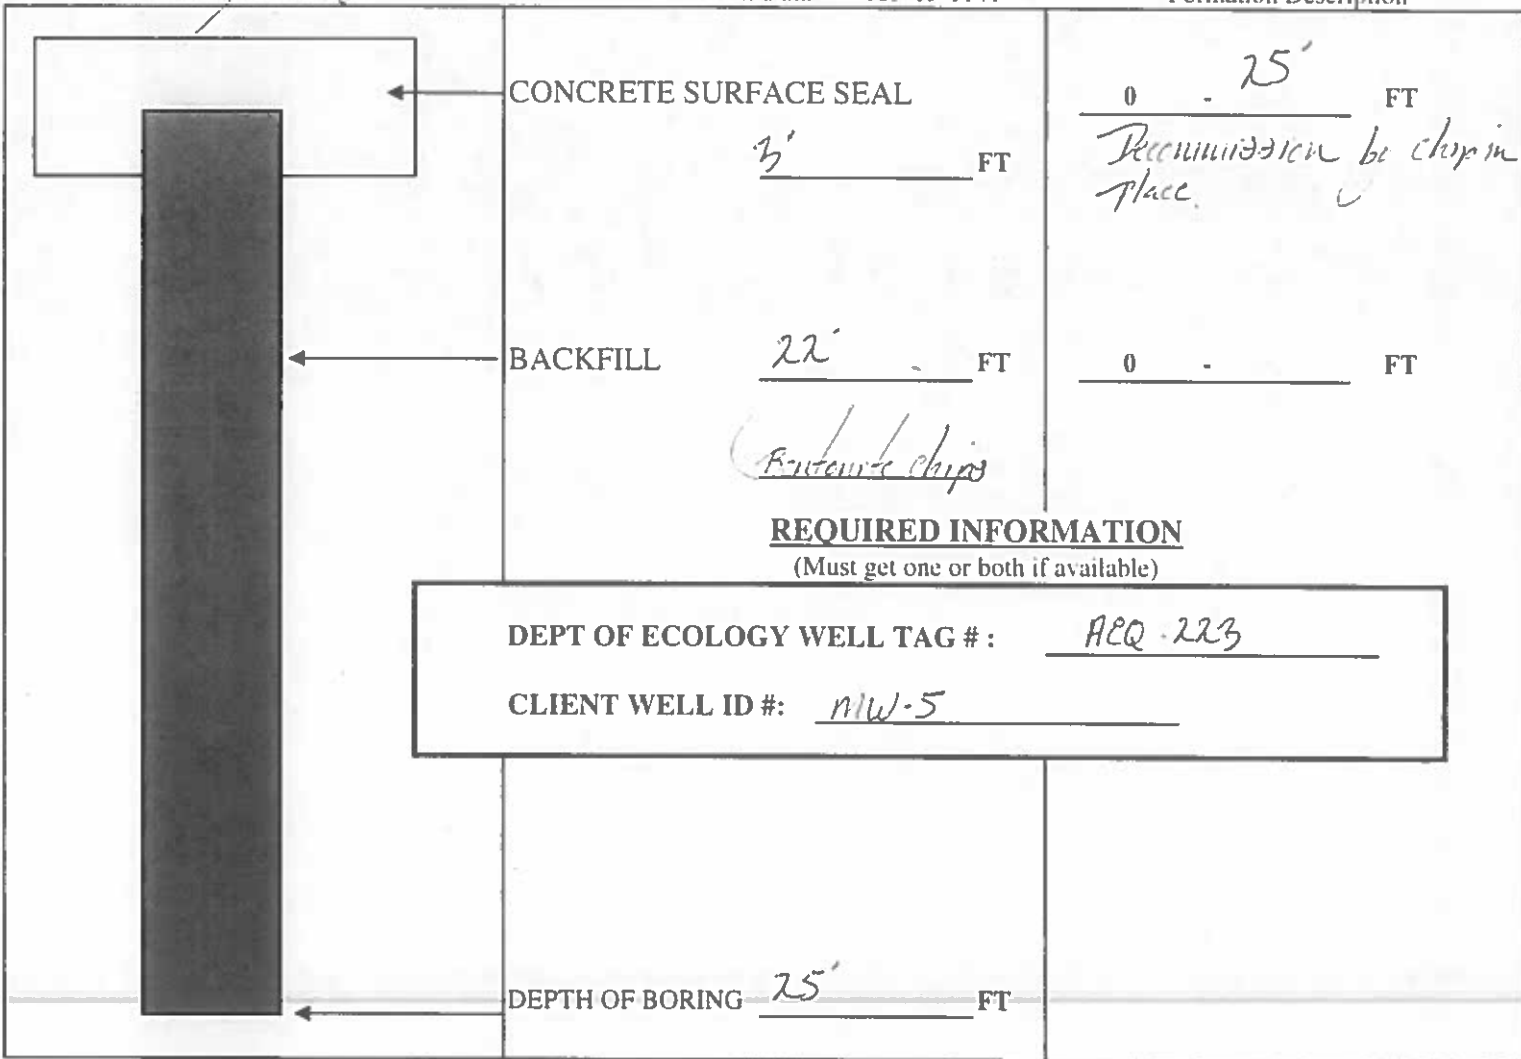 Formation Description
CONCRETE SURFACE SEAL
3' FT
0 - 25' FT
Decommission be chip in
place.
BACKFILL 22' FT
0 - FT
Bentonite chips
REQUIRED INFORMATION
(Must get one or both if available)
DEPT OF ECOLOGY WELL TAG # : AEQ-223
CLIENT WELL ID #: MW-5
DEPTH OF BORING 25' FT